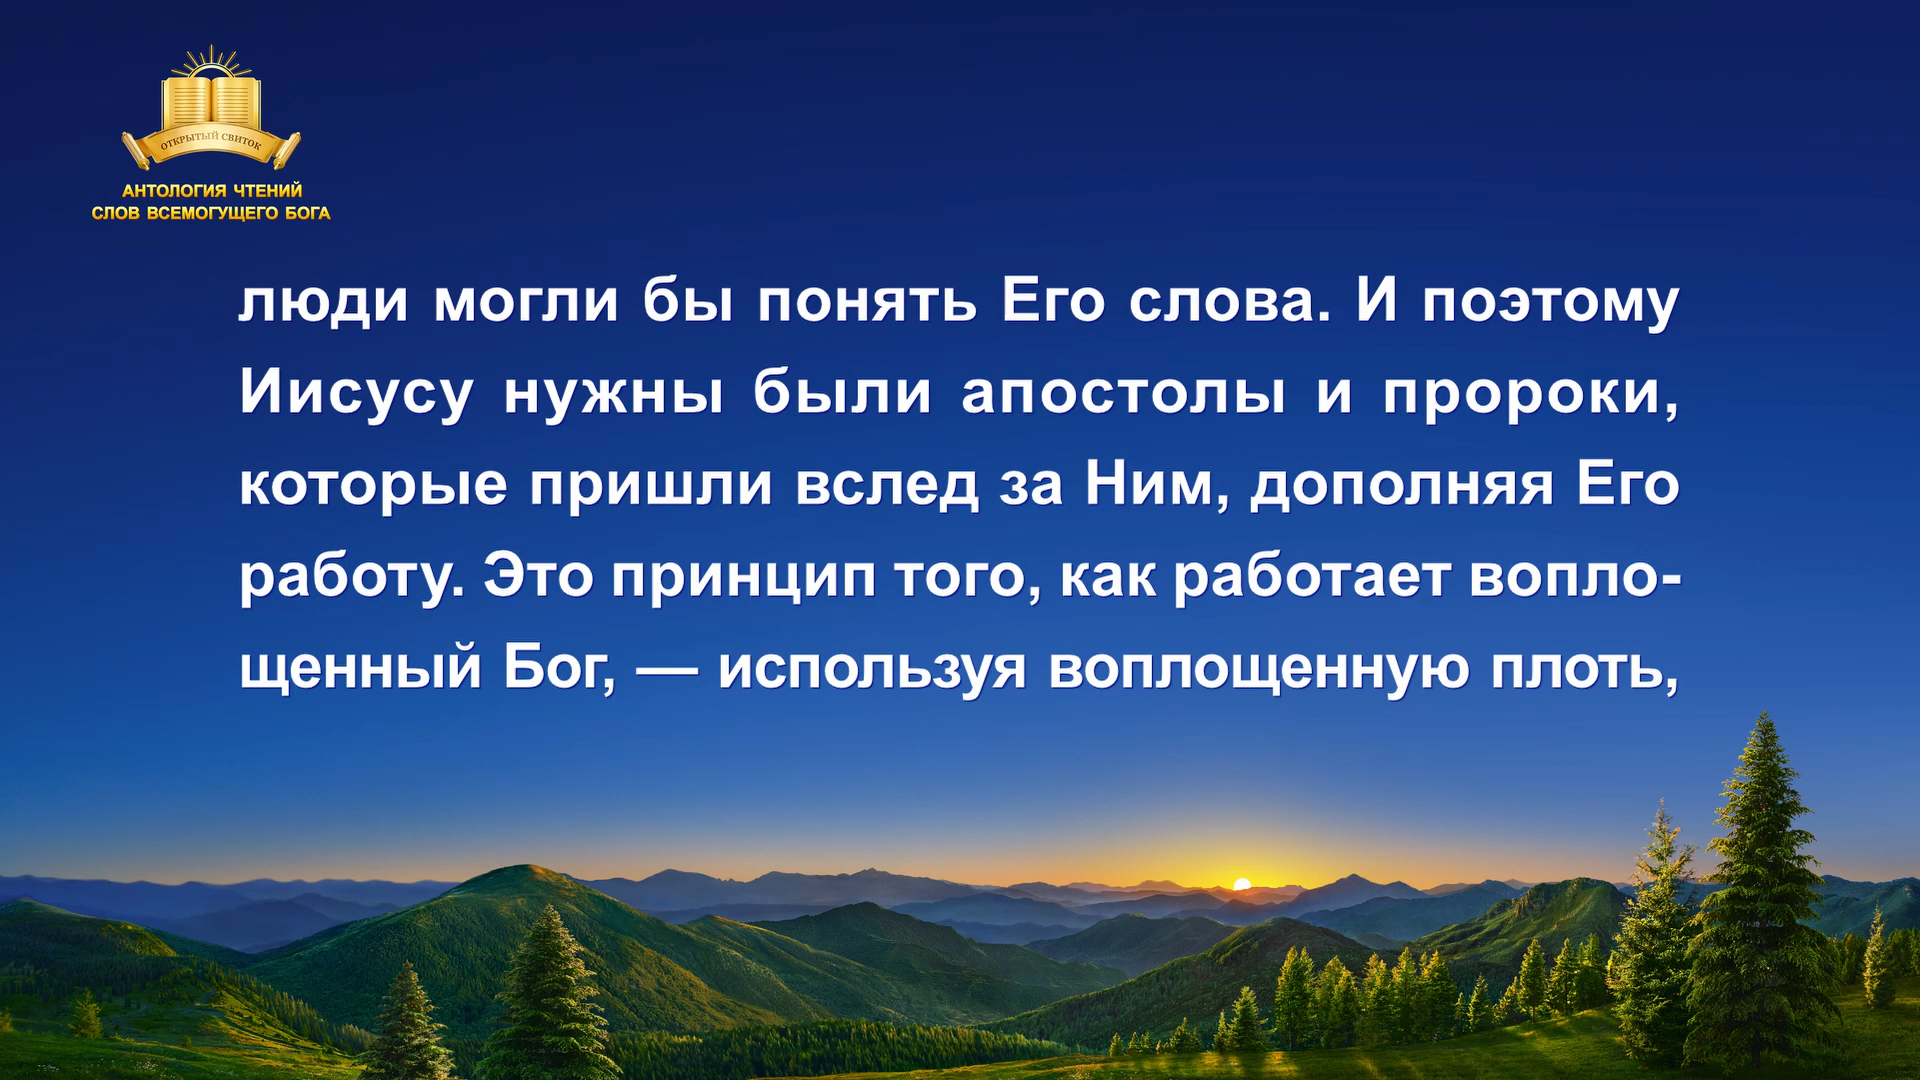 ОТКРЫТЫЙ СВИТОК
АНТОЛОГИЯ ЧТЕНИЙ
СЛОВ ВСЕМОГУЩЕГО БОГА
люди могли бы понять Его слова. И поэтому
Иисусу нужны были апостолы и пророки,
которые пришли вслед за Ним, дополняя Его
работу. Это принцип того, как работает вопло-
щенный Бог, — используя воплощенную плоть,